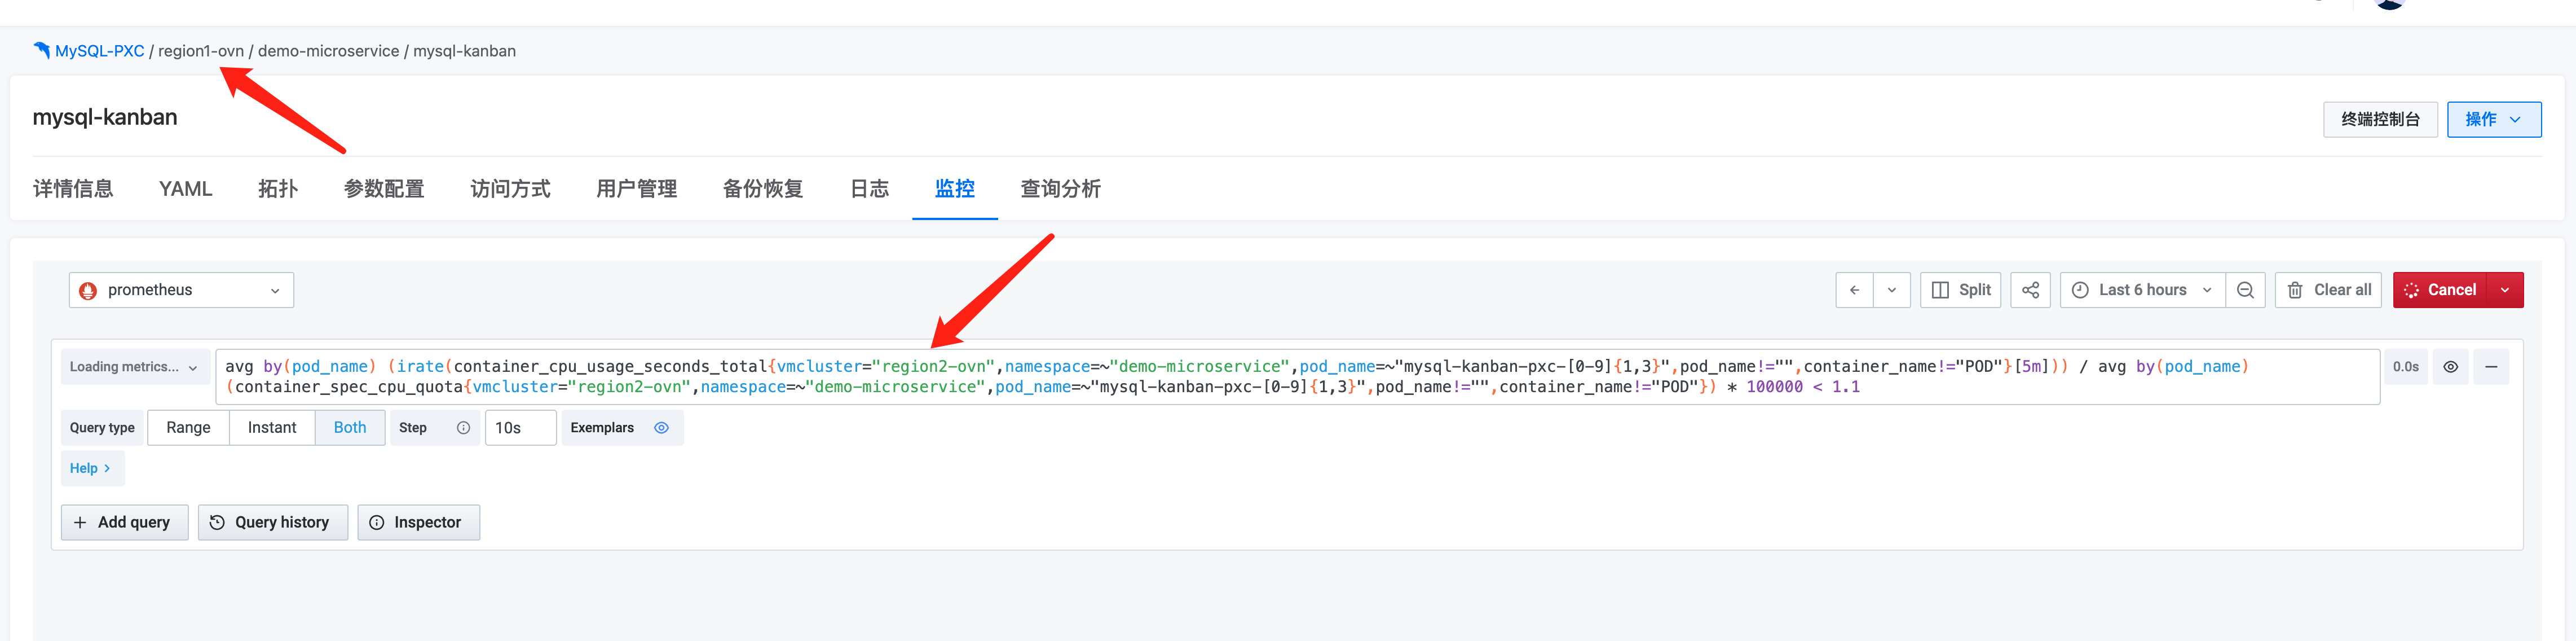 MySQL-PXC / region1-ovn / demo-microservice / mysql-kanban
mysql-kanban
终端控制台
操作
详情信息 YAML 拓扑 参数配置 访问方式 用户管理 备份恢复 日志 监控 查询分析
prometheus
Split
Last 6 hours
Clear all
Cancel
Loading metrics...
avg by(pod_name) (irate(container_cpu_usage_seconds_total{vmcluster="region2-ovn",namespace=~"demo-microservice",pod_name=~"mysql-kanban-pxc-[0-9]{1,3}",pod_name!="",container_name!="POD"}[5m])) / avg by(pod_name)
(container_spec_cpu_quota{vmcluster="region2-ovn",namespace=~"demo-microservice",pod_name=~"mysql-kanban-pxc-[0-9]{1,3}",pod_name!="",container_name!="POD"}) * 100000 < 1.1
0.0s
Query type Range Instant Both Step 10s Exemplars
Help >
+ Add query
Query history
Inspector